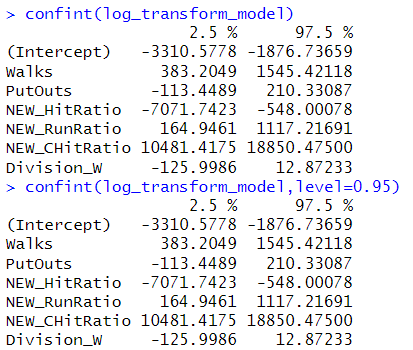 > confint(log_transform_model)
2.5 % 97.5 %
(Intercept) -3310.5778 -1876.73659
Walks 383.2049 1545.42118
PutOuts -113.4489 210.33087
NEW_HitRatio -7071.7423 -548.00078
NEW_RunRatio 164.9461 1117.21691
NEW_CHitRatio 10481.4175 18850.47500
Division_W -125.9986 12.87233
> confint(log_transform_model,level=0.95)
2.5 % 97.5 %
(Intercept) -3310.5778 -1876.73659
Walks 383.2049 1545.42118
PutOuts -113.4489 210.33087
NEW_HitRatio -7071.7423 -548.00078
NEW_RunRatio 164.9461 1117.21691
NEW_CHitRatio 10481.4175 18850.47500
Division_W -125.9986 12.87233